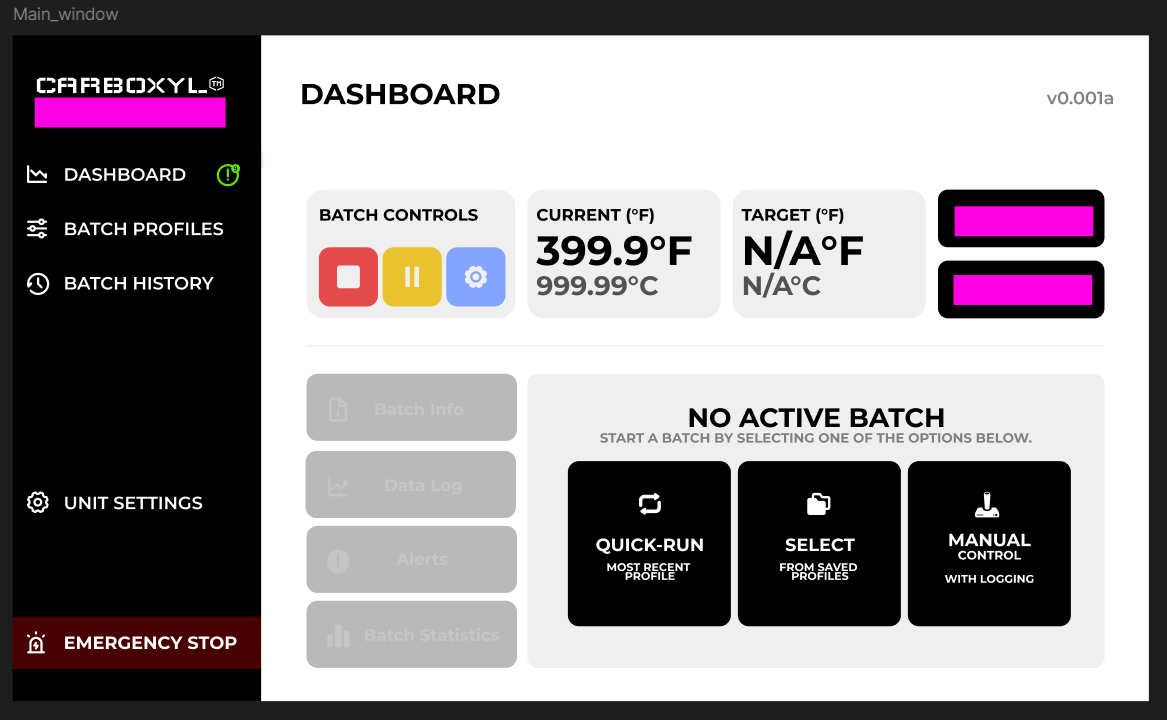 Main_window
CARBOXYL™
DASHBOARD
BATCH PROFILES
BATCH HISTORY
UNIT SETTINGS
EMERGENCY STOP
DASHBOARD
v0.001a
BATCH CONTROLS
CURRENT (°F)
399.9°F
999.99°C
TARGET (°F)
N/A°F
N/A°C
Batch Info
Data Log
Alerts
Batch Statistics
NO ACTIVE BATCH
START A BATCH BY SELECTING ONE OF THE OPTIONS BELOW.
QUICK-RUN
MOST RECENT
PROFILE
SELECT
FROM SAVED
PROFILES
MANUAL
CONTROL
WITH LOGGING